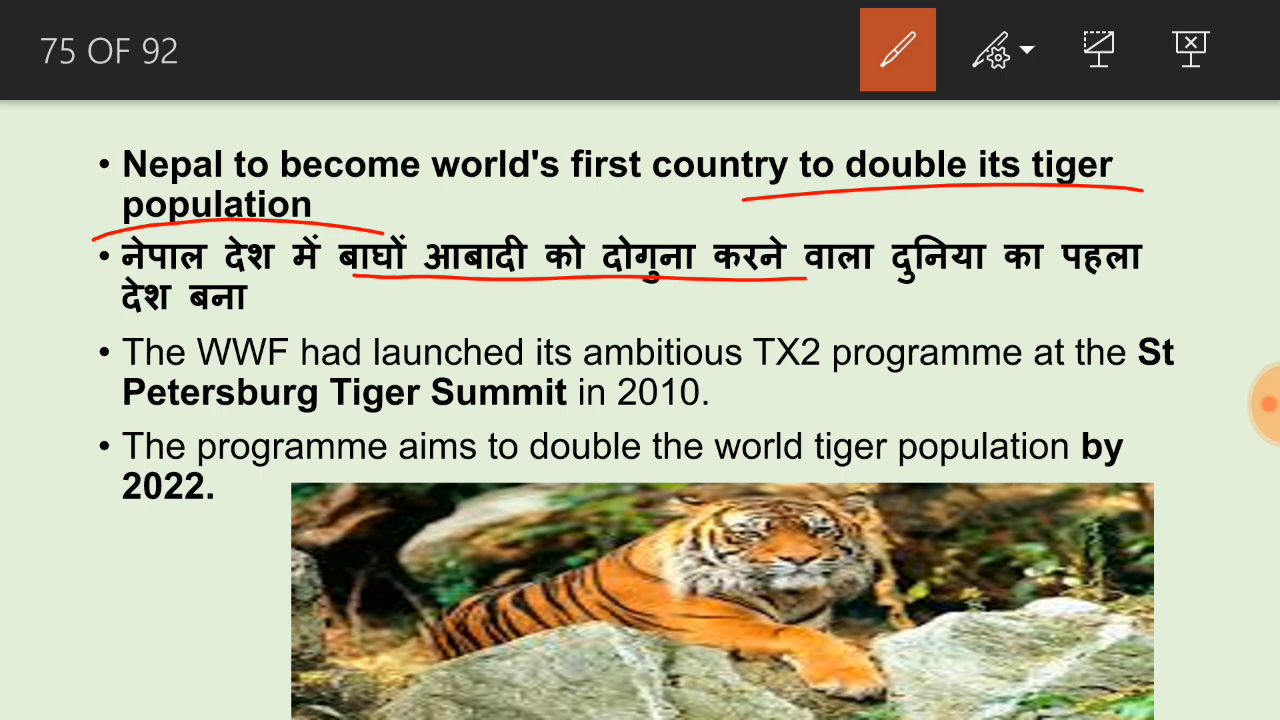 75 OF 92
• Nepal to become world's first country to double its tiger
population
• नेपाल देश में बाघों आबादी को दोगुना करने वाला दुनिया का पहला
देश बना
• The WWF had launched its ambitious TX2 programme at the St
Petersburg Tiger Summit in 2010.
• The programme aims to double the world tiger population by
2022.